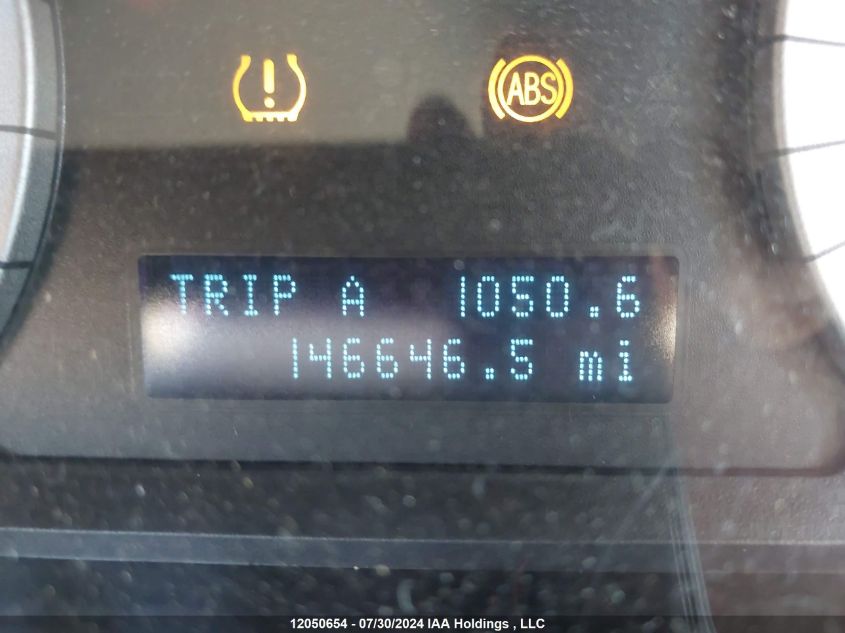 ABS
TRIP A 1050.6
146646.5 mi
12050654 - 07/30/2024 IAA Holdings , LLC